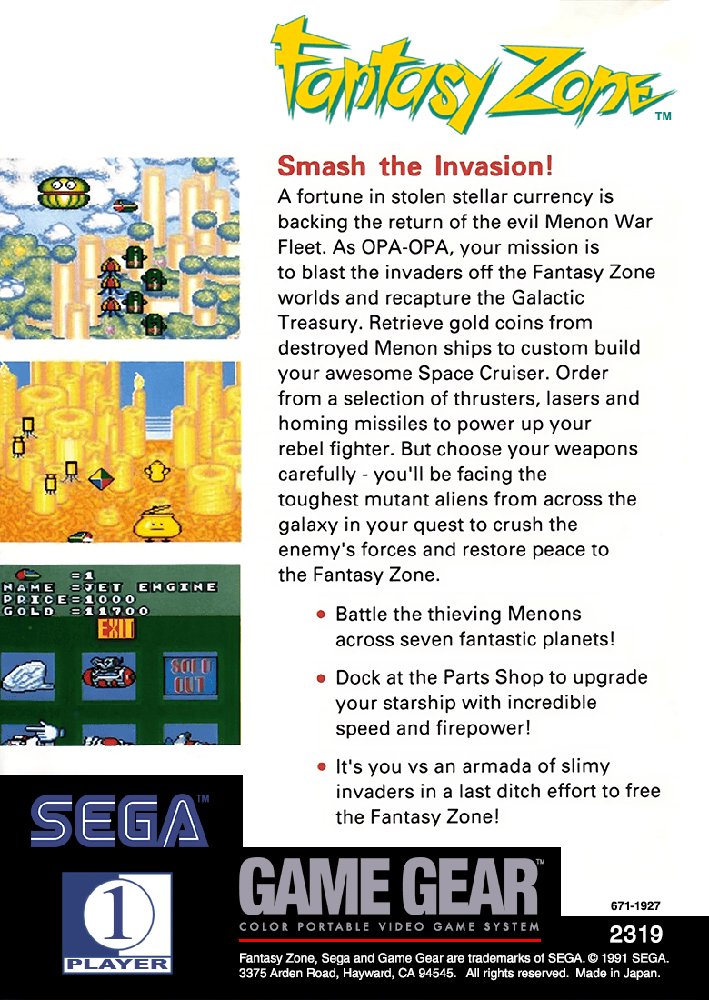 Fantasy Zone™
Smash the Invasion!
A fortune in stolen stellar currency is
backing the return of the evil Menon War
Fleet. As OPA-OPA, your mission is
to blast the invaders off the Fantasy Zone
worlds and recapture the Galactic
Treasury. Retrieve gold coins from
destroyed Menon ships to custom build
your awesome Space Cruiser. Order
from a selection of thrusters, lasers and
homing missiles to power up your
rebel fighter. But choose your weapons
carefully - you'll be facing the
toughest mutant aliens from across the
galaxy in your quest to crush the
enemy's forces and restore peace to
the Fantasy Zone.
• Battle the thieving Menons
across seven fantastic planets!
• Dock at the Parts Shop to upgrade
your starship with incredible
speed and firepower!
• It's you vs an armada of slimy
invaders in a last ditch effort to free
the Fantasy Zone!
=1
NAME =JET ENGINE
PRICE=1000
GOLD =11700
EXIT
SOLD
OUT
SEGA™
1
PLAYER
GAME GEAR™
COLOR PORTABLE VIDEO GAME SYSTEM
671-1927
2319
Fantasy Zone, Sega and Game Gear are trademarks of SEGA. © 1991 SEGA.
3375 Arden Road, Hayward, CA 94545. All rights reserved. Made in Japan.